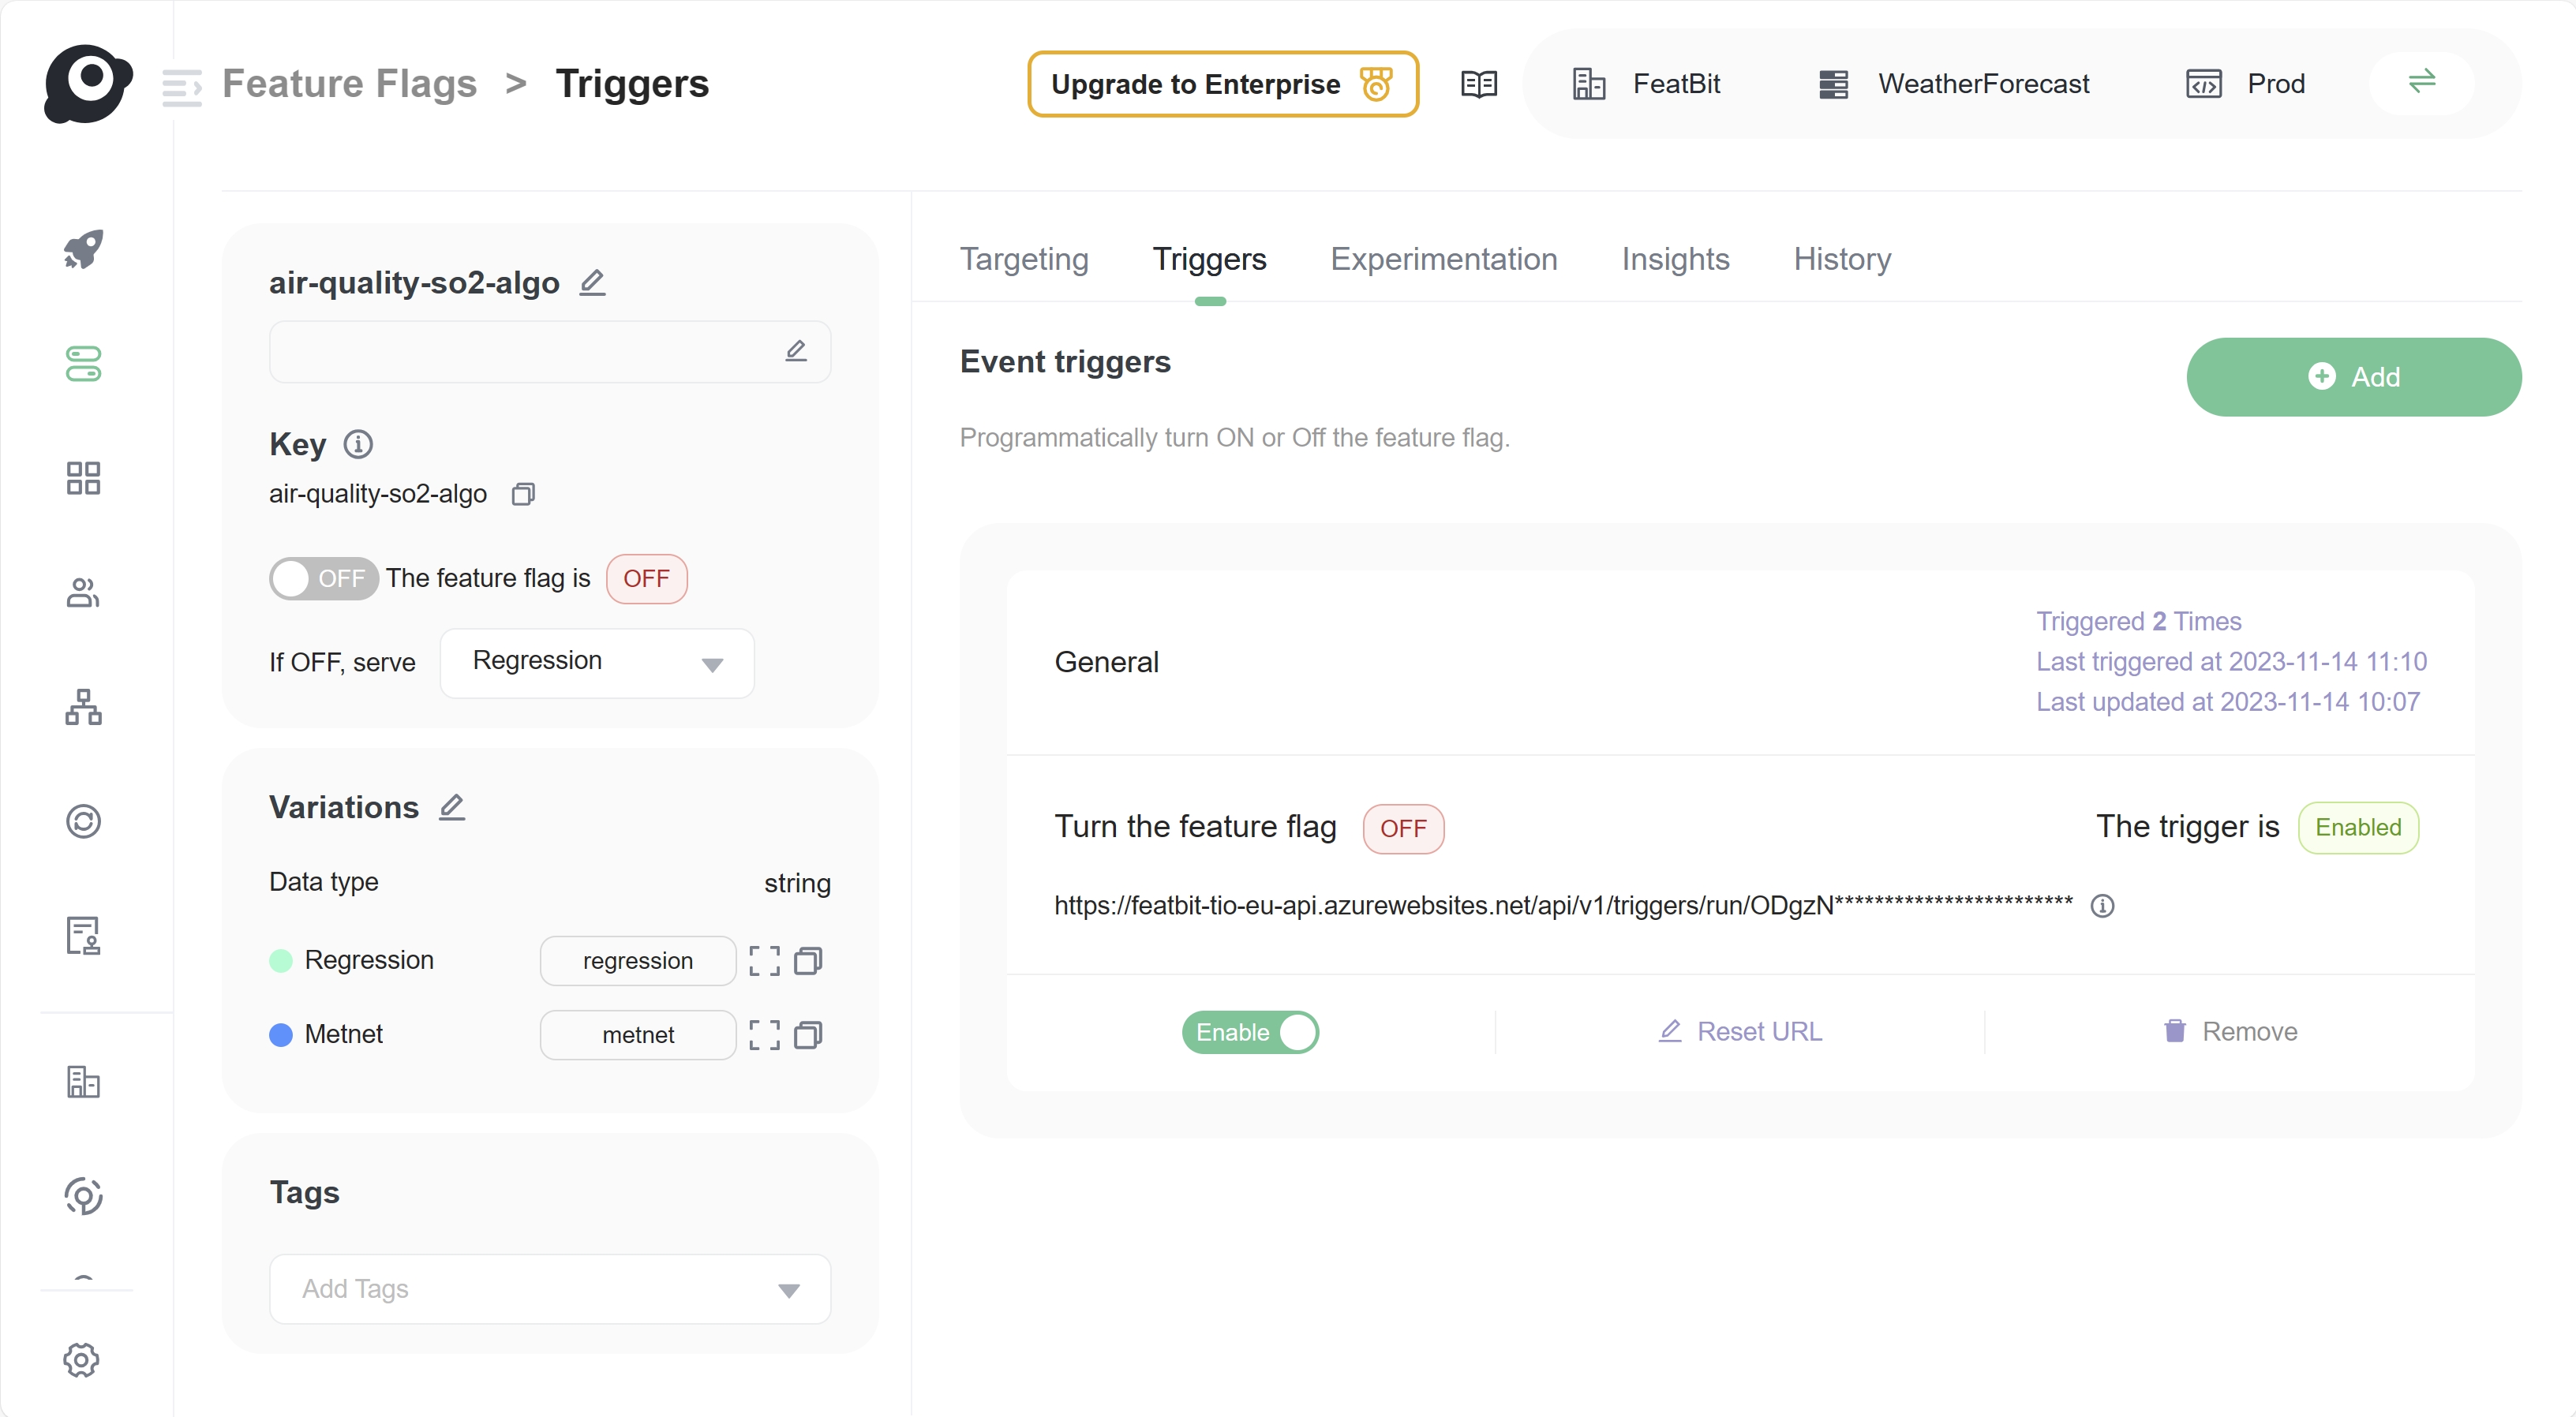 Feature Flags > Triggers
Upgrade to Enterprise
FeatBit
WeatherForecast
Prod
air-quality-so2-algo
Key
air-quality-so2-algo
OFF The feature flag is OFF
If OFF, serve Regression
Variations
Data type string
Regression regression
Metnet metnet
Tags
Add Tags
Targeting Triggers Experimentation Insights History
Event triggers
Add
Programmatically turn ON or Off the feature flag.
General
Triggered 2 Times
Last triggered at 2023-11-14 11:10
Last updated at 2023-11-14 10:07
Turn the feature flag OFF
The trigger is Enabled
https://featbit-tio-eu-api.azurewebsites.net/api/v1/triggers/run/ODgzN************************
Enable Reset URL Remove